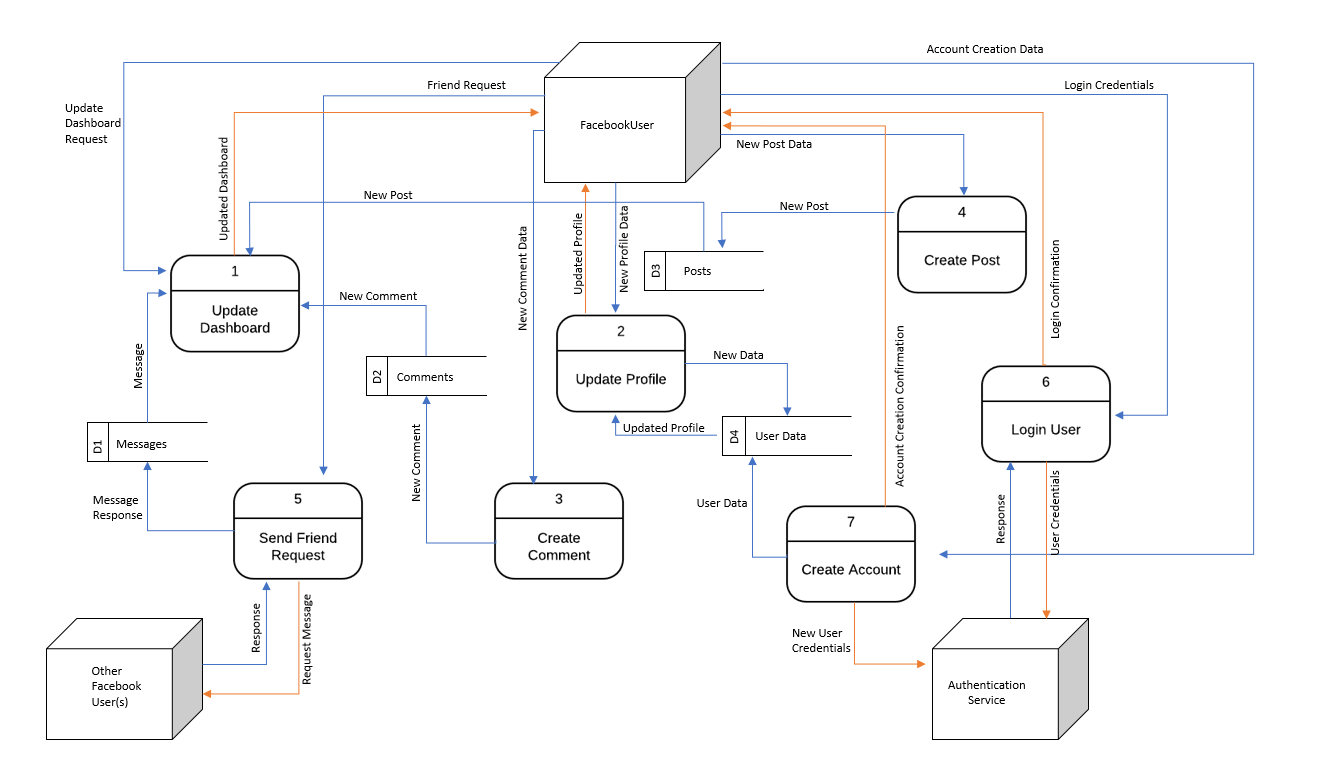 Account Creation Data
Friend Request
Login Credentials
Update
Dashboard
Request
FacebookUser
New Post Data
Updated Dashboard
New Post
New Post
4
Create Post
Updated Profile
New Profile Data
New Comment Data
1
Update
Dashboard
D3
Posts
Login Confirmation
New Comment
2
Update Profile
New Data
Account Creation Confirmation
Message
D2
Comments
6
Login User
D1
Messages
Updated Profile
D4
User Data
New Comment
Message
Response
5
Send Friend
Request
3
Create
Comment
User Data
7
Create Account
Response
User Credentials
Response
Request Message
New User
Credentials
Other
Facebook
User(s)
Authentication
Service